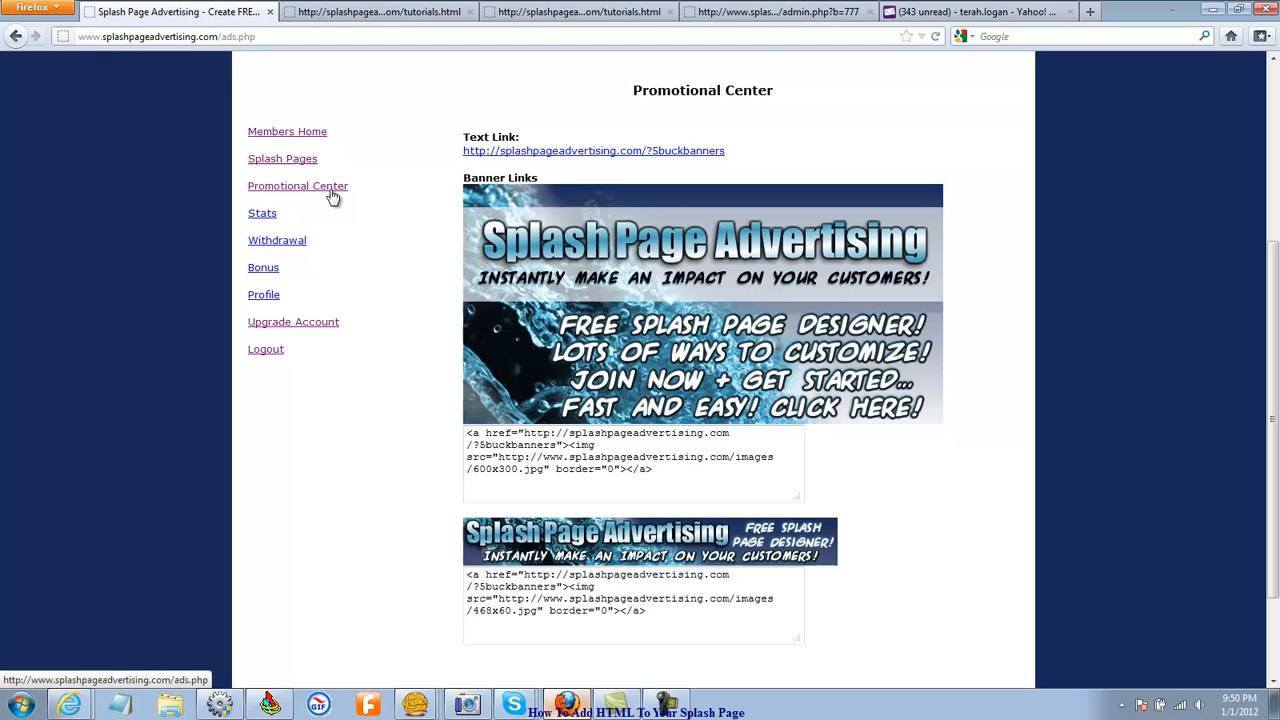 Firefox
Splash Page Advertising - Create FRE...
http://splashpagea...om/tutorials.html
http://splashpagea...om/tutorials.html
http://www.splas.../admin.php?b=777
(343 unread) - terah.logan - Yahoo! ...
www.splashpageadvertising.com/ads.php
Google
Promotional Center
Members Home
Splash Pages
Promotional Center
Stats
Withdrawal
Bonus
Profile
Upgrade Account
Logout
Text Link:
http://splashpageadvertising.com/?5buckbanners
Banner Links
Splash Page Advertising
INSTANTLY MAKE AN IMPACT ON YOUR CUSTOMERS!
FREE SPLASH PAGE DESIGNER!
LOTS OF WAYS TO CUSTOMIZE!
JOIN NOW + GET STARTED...
FAST AND EASY! CLICK HERE!
<a href="http://splashpageadvertising.com
/?5buckbanners"><img
src="http://www.splashpageadvertising.com/images
/600x300.jpg" border="0"></a>
Splash Page Advertising
FREE SPLASH
PAGE DESIGNER!
INSTANTLY MAKE AN IMPACT ON YOUR CUSTOMERS!
<a href="http://splashpageadvertising.com
/?5buckbanners"><img
src="http://www.splashpageadvertising.com/images
/468x60.jpg" border="0"></a>
http://www.splashpageadvertising.com/ads.php
GIF
How To Add HTML To Your Splash Page
9:50 PM
1/1/2012